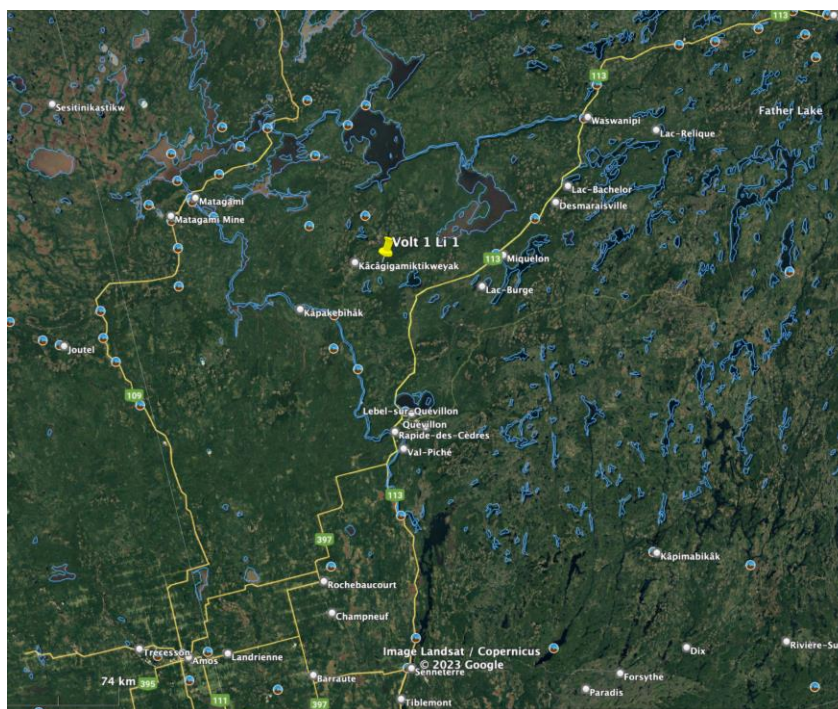 113
113
Sesitinikastikw
Waswanipi
Father Lake
Lac-Relique
Lac-Bachelor
Matagami
Desmaraisville
Matagami Mine
Volt 1 Li 1
Kâcâgigamiktikweyak
113
Miquelon
Lac-Burge
Kâpakebihâk
Joutel
109
Lebel-sur-Quévillon
Quévillon
Rapide-des-Cèdres
Val-Piché
113
397
Kâpimabikâk
Rochebaucourt
Champneuf
Trécesson
Amos
Landrienne
Image Landsat / Copernicus
© 2023 Google
Dix
Rivière-Su
Senneterre
Barraute
Forsythe
74 km
395
111
397
Tiblemont
Paradis